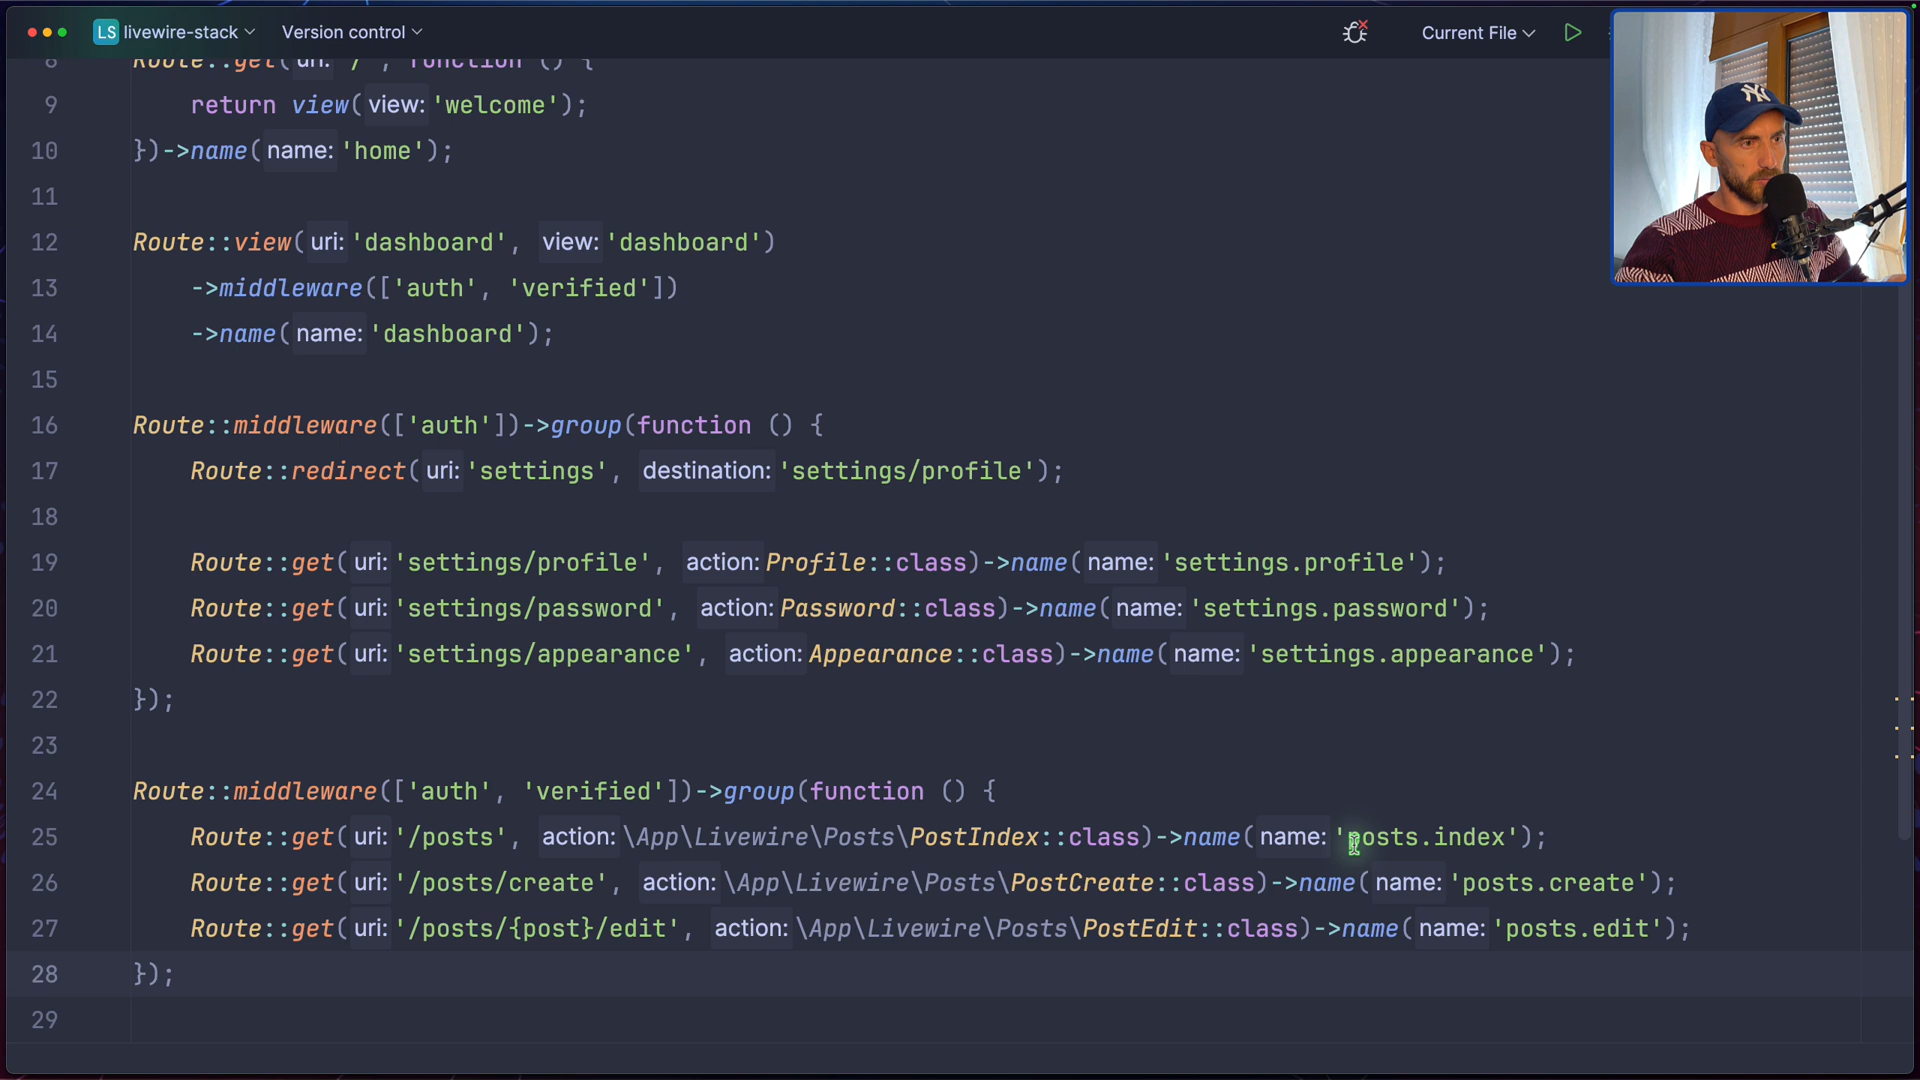 LS livewire-stack Version control Current File
8 Route::get( uri: '/', function () {
9 return view( view: 'welcome');
10 })->name( name: 'home');
11
12 Route::view( uri: 'dashboard', view: 'dashboard')
13 ->middleware(['auth', 'verified'])
14 ->name( name: 'dashboard');
15
16 Route::middleware(['auth'])->group(function () {
17 Route::redirect( uri: 'settings', destination: 'settings/profile');
18
19 Route::get( uri: 'settings/profile', action: Profile::class)->name( name: 'settings.profile');
20 Route::get( uri: 'settings/password', action: Password::class)->name( name: 'settings.password');
21 Route::get( uri: 'settings/appearance', action: Appearance::class)->name( name: 'settings.appearance');
22 });
23
24 Route::middleware(['auth', 'verified'])->group(function () {
25 Route::get( uri: '/posts', action: \App\Livewire\Posts\PostIndex::class)->name( name: 'posts.index');
26 Route::get( uri: '/posts/create', action: \App\Livewire\Posts\PostCreate::class)->name( name: 'posts.create');
27 Route::get( uri: '/posts/{post}/edit', action: \App\Livewire\Posts\PostEdit::class)->name( name: 'posts.edit');
28 });
29